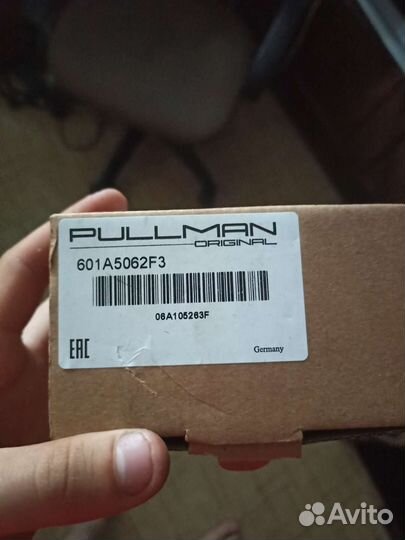 PULLMAN
ORIGINAL
601A5062F3
06A105263F
EAC
Germany
Avito